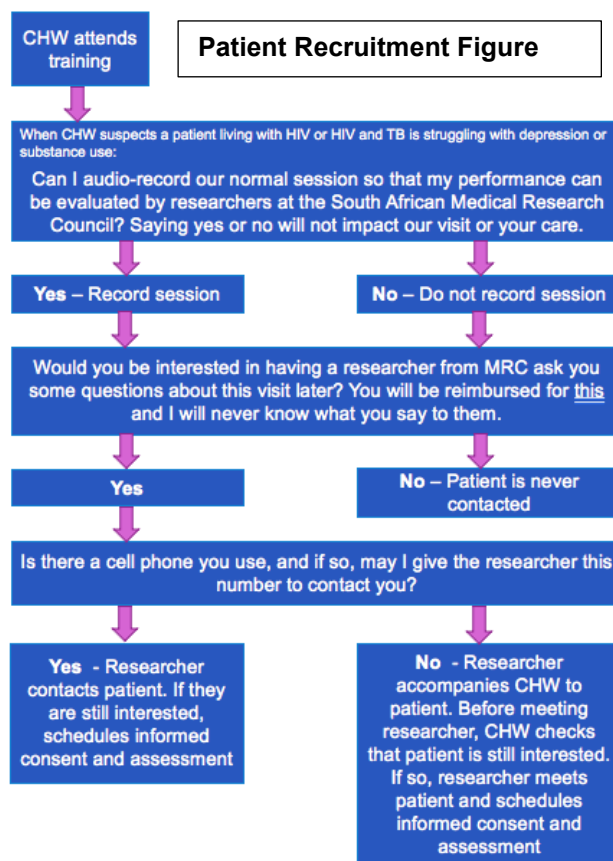 CHW attends
training
Patient Recruitment Figure
When CHW suspects a patient living with HIV or HIV and TB is struggling with depression or
substance use:
Can I audio-record our normal session so that my performance can
be evaluated by researchers at the South African Medical Research
Council? Saying yes or no will not impact our visit or your care.
Yes – Record session
No – Do not record session
Would you be interested in having a researcher from MRC ask you
some questions about this visit later? You will be reimbursed for this
and I will never know what you say to them.
Yes
No – Patient is never
contacted
Is there a cell phone you use, and if so, may I give the researcher this
number to contact you?
Yes - Researcher
contacts patient. If they
are still interested,
schedules informed
consent and assessment
No - Researcher
accompanies CHW to
patient. Before meeting
researcher, CHW checks
that patient is still interested.
If so, researcher meets
patient and schedules
informed consent and
assessment